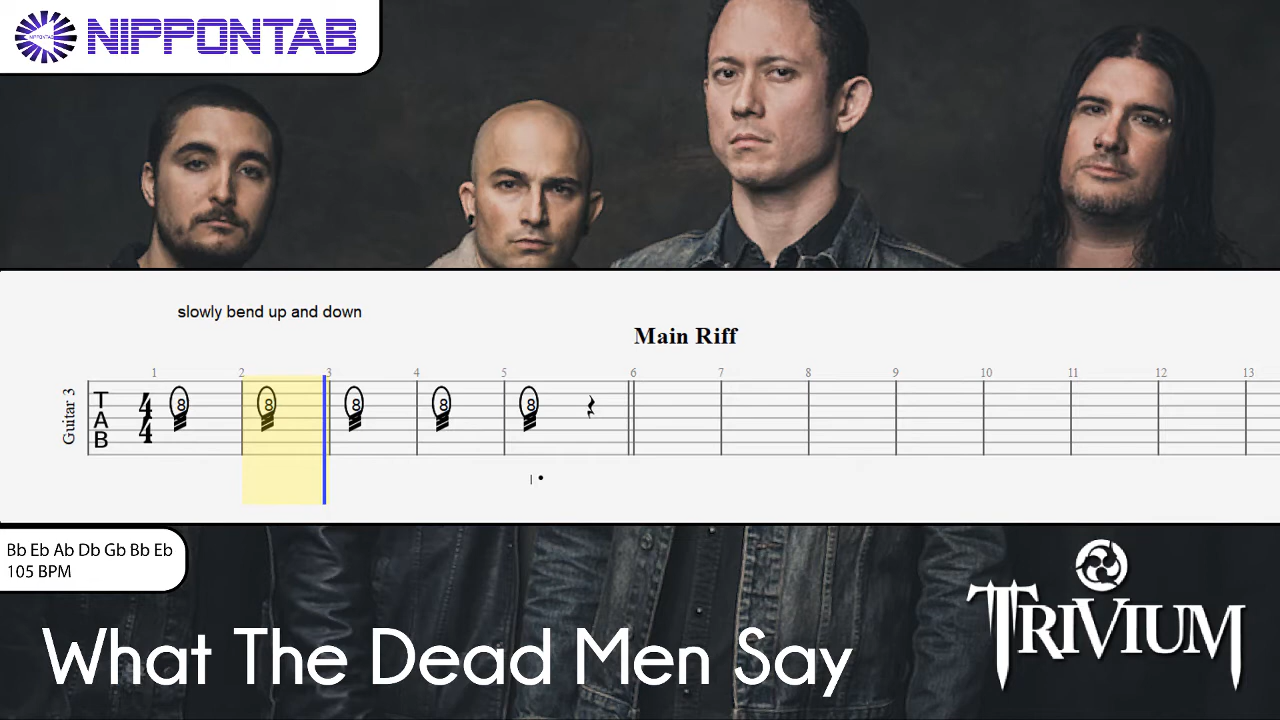 NIPPONTAB
NIPPONTAB
slowly bend up and down
Main Riff
1 2 3 4 5 6 7 8 9 10 11 12 13
Guitar 3
T
A
B
4
4
8 8 8 8 8
Bb Eb Ab Db Gb Bb Eb
105 BPM
What The Dead Men Say
TRIVIUM